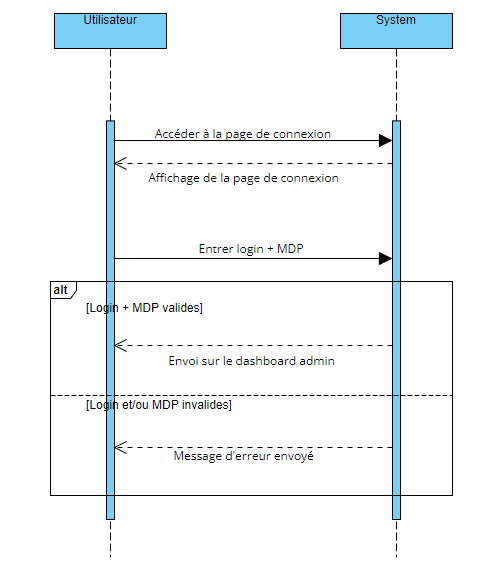 Utilisateur
System
Accéder à la page de connexion
Affichage de la page de connexion
Entrer login + MDP
alt
[Login + MDP valides]
Envoi sur le dashboard admin
[Login et/ou MDP invalides]
Message d'erreur envoyé